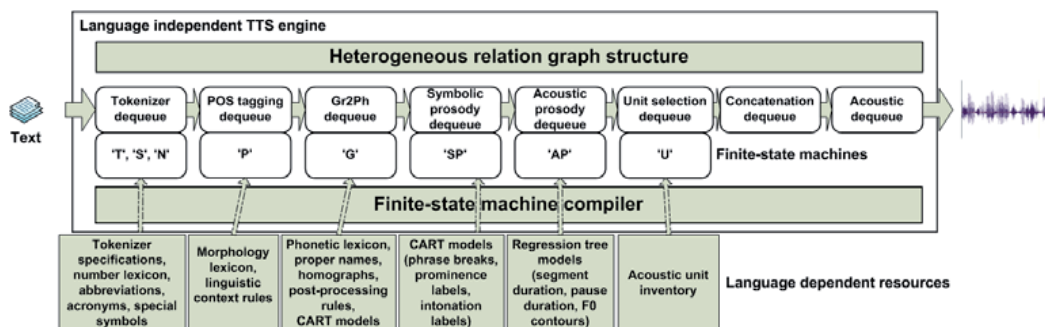 Language independent TTS engine
Heterogeneous relation graph structure
Text
Tokenizer
dequeue
POS tagging
dequeue
Gr2Ph
dequeue
Symbolic
prosody
dequeue
Acoustic
prosody
dequeue
Unit selection
dequeue
Concatenation
dequeue
Acoustic
dequeue
'T', 'S', 'N'
'P'
'G'
'SP'
'AP'
'U'
Finite-state machines
Finite-state machine compiler
Tokenizer
specifications,
number lexicon,
abbreviations,
acronyms, special
symbols
Morphology
lexicon,
linguistic
context rules
Phonetic lexicon,
proper names,
homographs,
post-processing
rules,
CART models
CART models
(phrase breaks,
prominence
labels,
intonation
labels)
Regression tree
models
(segment
duration, pause
duration, F0
contours)
Acoustic unit
inventory
Language dependent resources